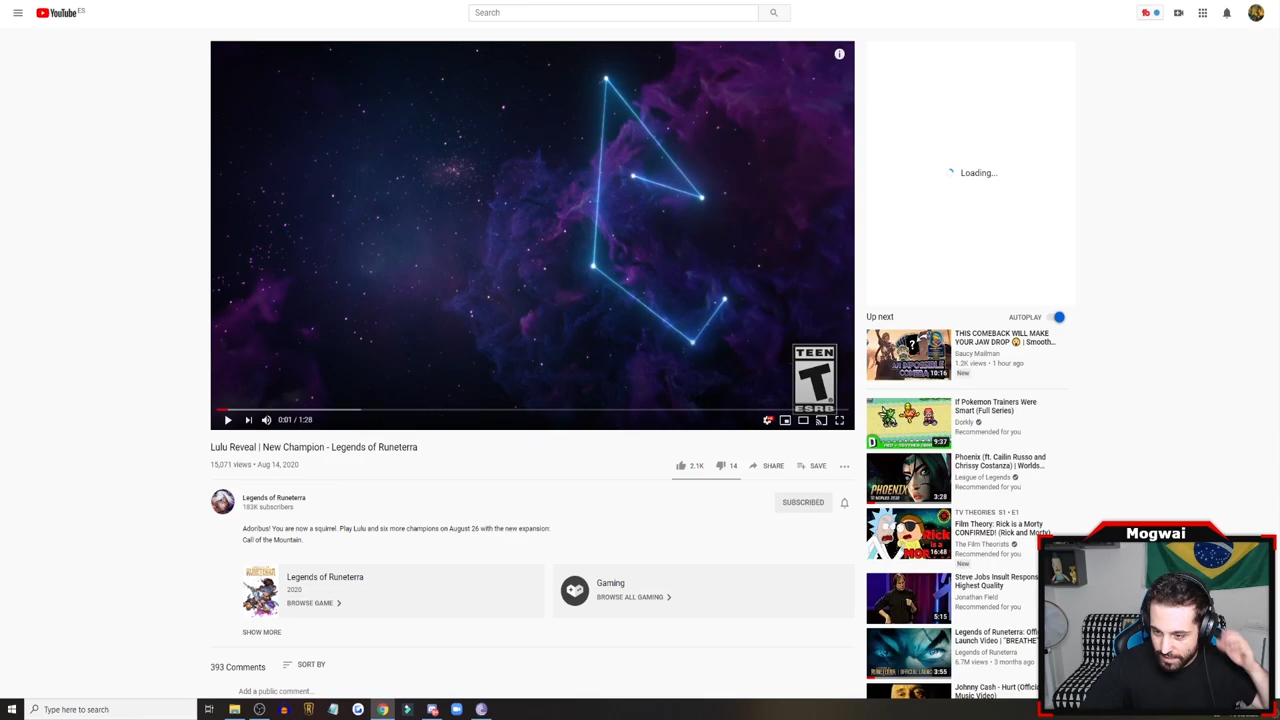 YouTube ES
Search
TEEN
T
ESRB
0:01 / 1:28
Lulu Reveal | New Champion - Legends of Runeterra
15,071 views • Aug 14, 2020
2.1K
14
SHARE
SAVE
Legends of Runeterra
183K subscribers
SUBSCRIBED
Adoribus! You are now a squirrel. Play Lulu and six more champions on August 26 with the new expansion:
Call of the Mountain.
Legends of Runeterra
2020
BROWSE GAME
Gaming
BROWSE ALL GAMING
SHOW MORE
393 Comments
SORT BY
Add a public comment...
Loading...
Up next
AUTOPLAY
THIS COMEBACK WILL MAKE
YOUR JAW DROP 😱 | Smooth...
Saucy Mailman
1.2K views • 1 hour ago
New
10:16
If Pokemon Trainers Were
Smart (Full Series)
Dorkly
Recommended for you
9:37
Phoenix (ft. Cailin Russo and
Chrissy Costanza) | Worlds...
League of Legends
Recommended for you
PHOENIX
3:28
TV THEORIES S1 • E1
Film Theory: Rick is a Morty
CONFIRMED! (Rick and Morty)
The Film Theorists
Recommended for you
New
16:48
Steve Jobs Insult Respons
Highest Quality
Jonathan Field
Recommended for you
5:15
Legends of Runeterra: Offi
Launch Video | "BREATHE"
Legends of Runeterra
6.7M views • 3 months ago
3:55
Johnny Cash - Hurt (Offici
Music Video)
Mogwai
Type here to search